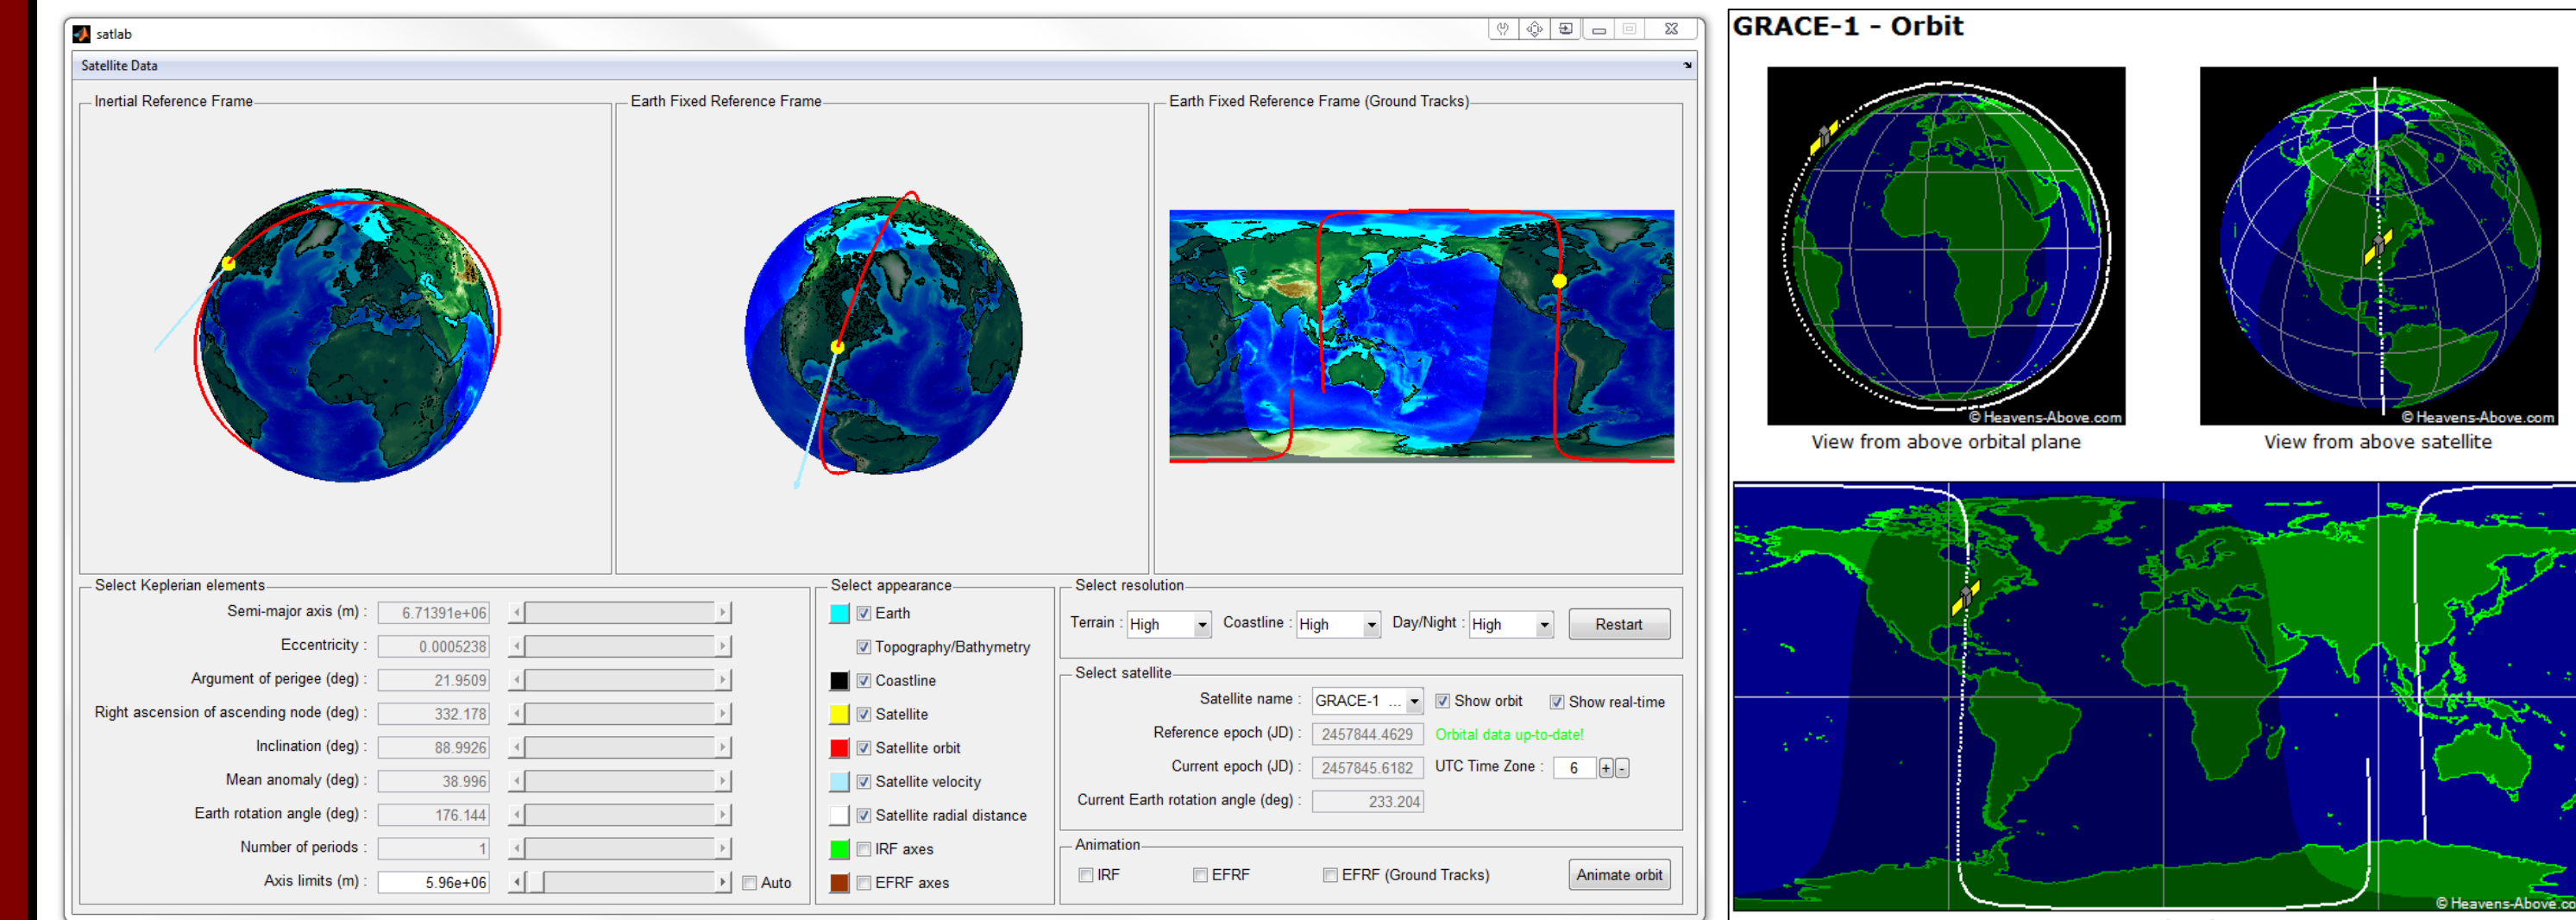 satlab
Satellite Data
Inertial Reference Frame
Earth Fixed Reference Frame
Earth Fixed Reference Frame (Ground Tracks)
Select Keplerian elements
Semi-major axis (m) : 6.71391e+06
Eccentricity : 0.0005238
Argument of perigee (deg) : 21.9509
Right ascension of ascending node (deg) : 332.178
Inclination (deg) : 88.9926
Mean anomaly (deg) : 38.996
Earth rotation angle (deg) : 176.144
Number of periods : 1
Axis limits (m) : 5.96e+06 Auto
Select appearance
Earth
Topography/Bathymetry
Coastline
Satellite
Satellite orbit
Satellite velocity
Satellite radial distance
IRF axes
EFRF axes
Select resolution
Terrain : High Coastline : High Day/Night : High Restart
Select satellite
Satellite name : GRACE-1 ... Show orbit Show real-time
Reference epoch (JD) : 2457844.4629 Orbital data up-to-date!
Current epoch (JD) : 2457845.6182 UTC Time Zone : 6 + -
Current Earth rotation angle (deg) : 233.204
Animation
IRF EFRF EFRF (Ground Tracks) Animate orbit
GRACE-1 - Orbit
© Heavens-Above.com
© Heavens-Above.com
View from above orbital plane
View from above satellite
© Heavens-Above.co